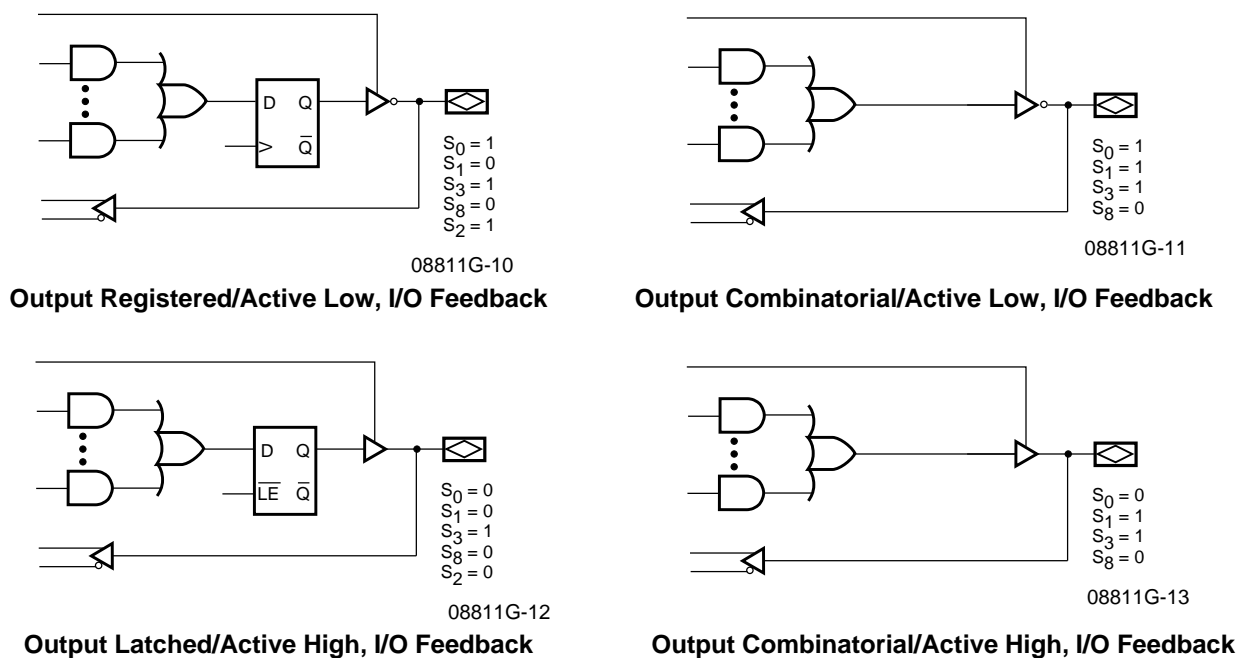 D Q
> Q̅
S0 = 1
S1 = 0
S3 = 1
S8 = 0
S2 = 1
08811G-10
Output Registered/Active Low, I/O Feedback
S0 = 1
S1 = 1
S3 = 1
S8 = 0
08811G-11
Output Combinatorial/Active Low, I/O Feedback
D Q
L̅E̅ Q̅
S0 = 0
S1 = 0
S3 = 1
S8 = 0
S2 = 0
08811G-12
Output Latched/Active High, I/O Feedback
S0 = 0
S1 = 1
S3 = 1
S8 = 0
08811G-13
Output Combinatorial/Active High, I/O Feedback